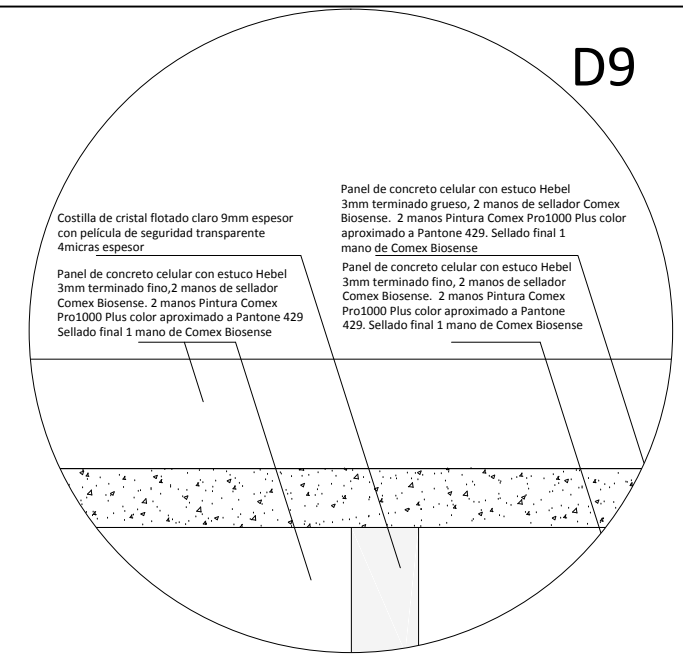 D9
Costilla de cristal flotado claro 9mm espesor
con película de seguridad transparente
4micras espesor
Panel de concreto celular con estuco Hebel
3mm terminado fino,2 manos de sellador
Comex Biosense. 2 manos Pintura Comex
Pro1000 Plus color aproximado a Pantone 429
Sellado final 1 mano de Comex Biosense
Panel de concreto celular con estuco Hebel
3mm terminado grueso, 2 manos de sellador Comex
Biosense.  2 manos Pintura Comex Pro1000 Plus color
aproximado a Pantone 429. Sellado final 1
mano de Comex Biosense
Panel de concreto celular con estuco Hebel
3mm terminado fino, 2 manos de sellador
Comex Biosense.  2 manos Pintura Comex
Pro1000 Plus color aproximado a Pantone
429. Sellado final 1 mano de Comex Biosense